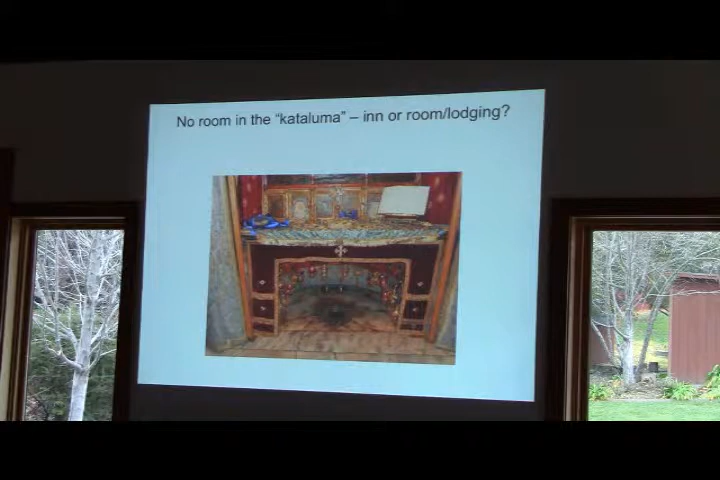 No room in the “kataluma” – inn or room/lodging?